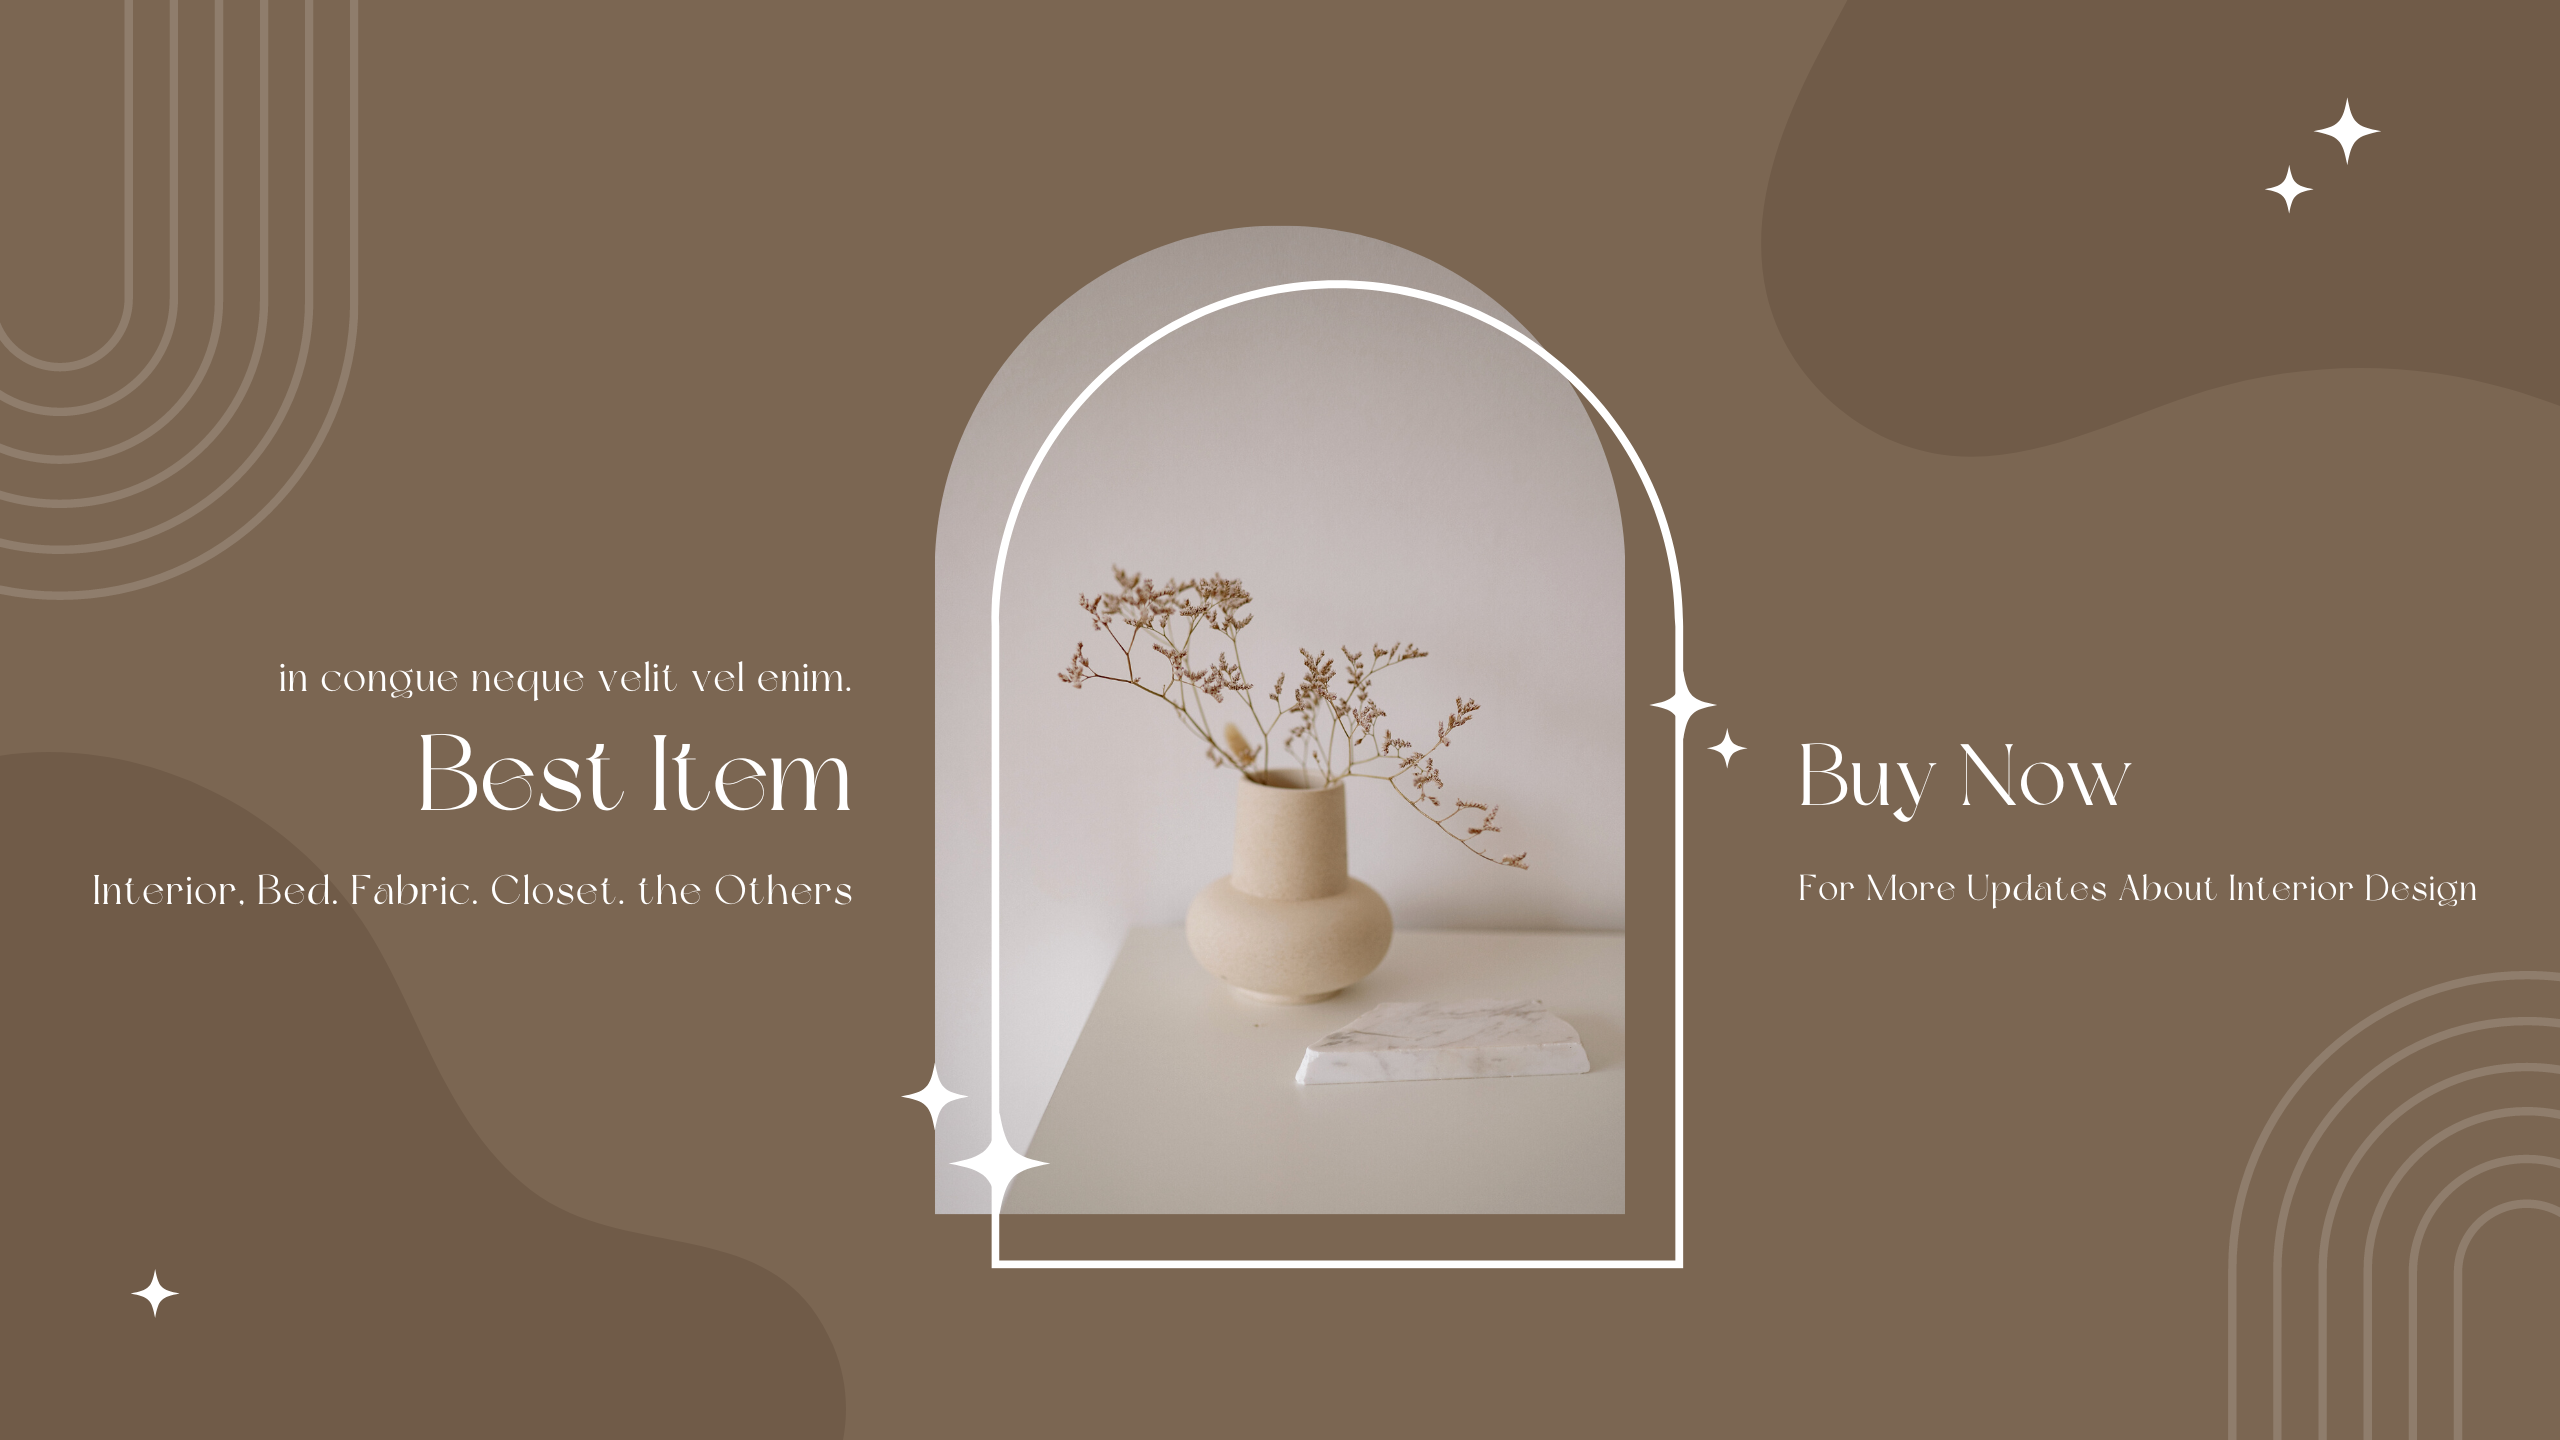 in congue neque velit vel enim.
Best Item
Interior, Bed. Fabric. Closet. the Others
Buy Now
For More Updates About Interior Design